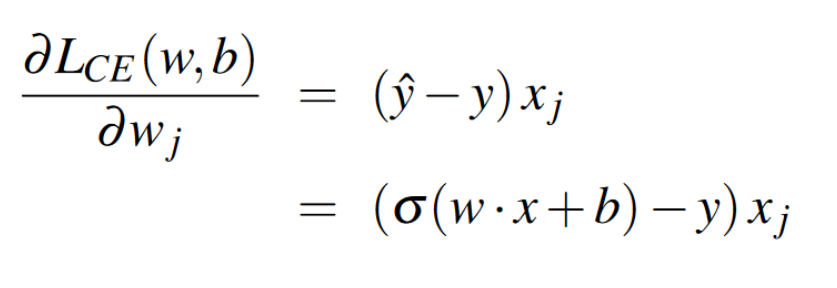 ∂L_CE(w,b)/∂w_j = (ŷ − y) x_j
= (σ(w · x + b) − y) x_j